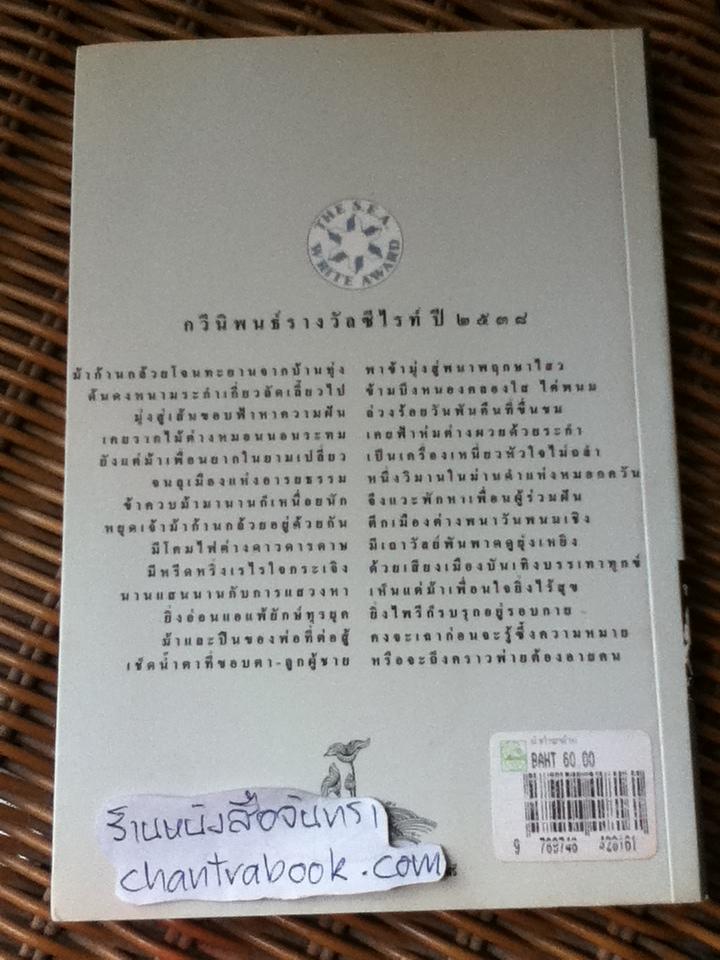 THE S.E.A.
WRITE AWARD
กวีนิพนธ์รางวัลซีไรท์ ปี ๒๕๓๘
ม้าก้านกล้วยโจนทะยานจากบ้านทุ่ง พาข้ามุ่งสู่พนาพฤกษาไสว
ดั้นดงหนามระกำเกี่ยวลัดเลี้ยวไป ข้ามบึงหนองคลองใส ไต่พนม
มุ่งสู่เส้นขอบฟ้าหาความฝัน ล่วงร้อยวันพันคืนที่ขื่นขม
เคยรากไม้ต่างหมอนนอนระทม เคยฟ้าห่มต่างผวยด้วยระกำ
ยังแต่ม้าเพื่อนยากในยามเปลี่ยว เป็นเครื่องเหนี่ยวหัวใจไม่ถลำ
จนลุเมืองแห่งอารยธรรม หนึ่งวิมานในม่านดำแห่งหมอกควัน
ข้าควบม้ามานานก็เหนื่อยนัก จึงแวะพักหาเพื่อนผู้ร่วมฝัน
หยุดเจ้าม้าก้านกล้วยอยู่ด้วยกัน ตึกเมืองต่างพนาวันพนมเชิง
มีโคมไฟต่างดาวดารดาษ มีเถาวัลย์พันพาดดูยุ่งเหยิง
มีหรีดหริ่งเรไรใจกระเจิง ด้วยเสียงเมืองบันเทิงบรรเทาทุกข์
นานแสนนานกับการแสวงหา เห็นแต่ม้าเพื่อนใจยิ่งไร้สุข
ยิ่งอ่อนแอแพ้ยักษ์ทุรยุค ยิ่งไพรีก็รบรุกอยู่รอบกาย
ม้าและปืนของพ่อที่ต่อสู้ คงจะเถาก่อนจะรู้ซึ้งความหมาย
เช็ดน้ำตาที่ขอบตา-ลูกผู้ชาย หรือจะถึงคราวพ่ายต้องอายคน
BAHT 60.00
ร้านหนังสือจันทรา
chantrabook.com